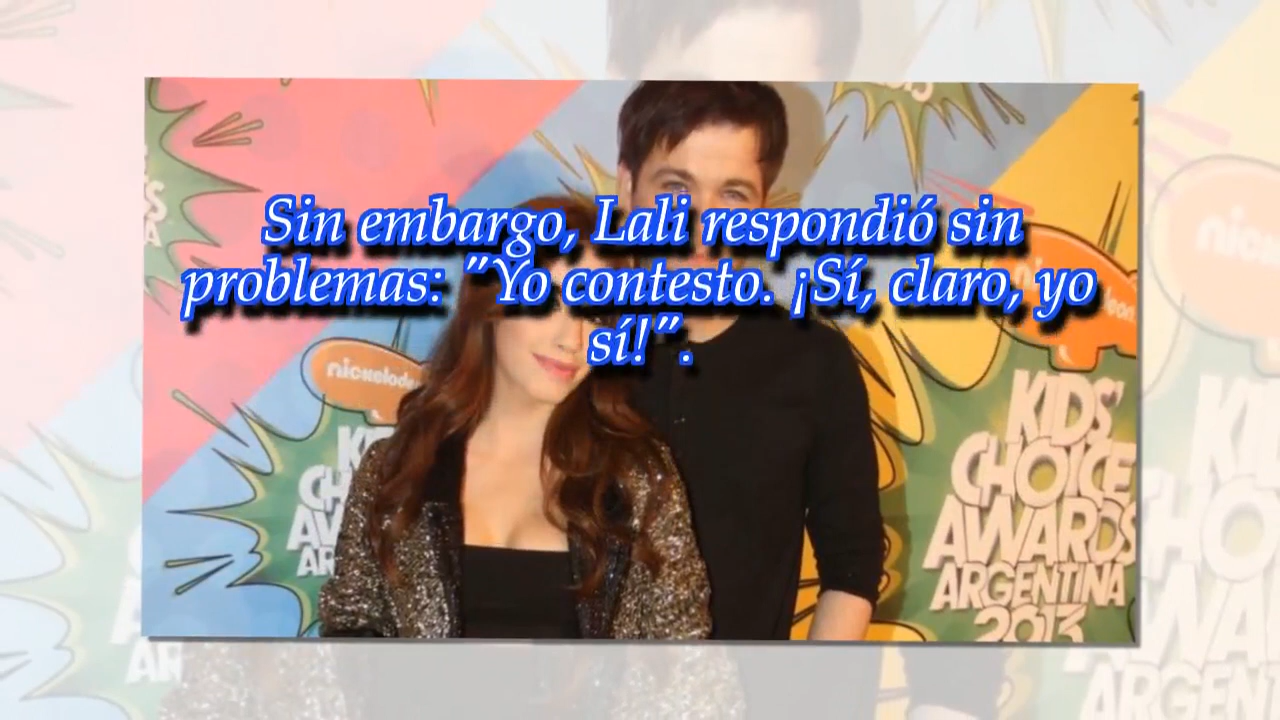 Sin embargo, Lali respondió sin
problemas: "Yo contesto. ¡Sí, claro, yo
sí!".
nickelodeon
KIDS'
CHOICE
AWARDS
ARGENTINA
2013